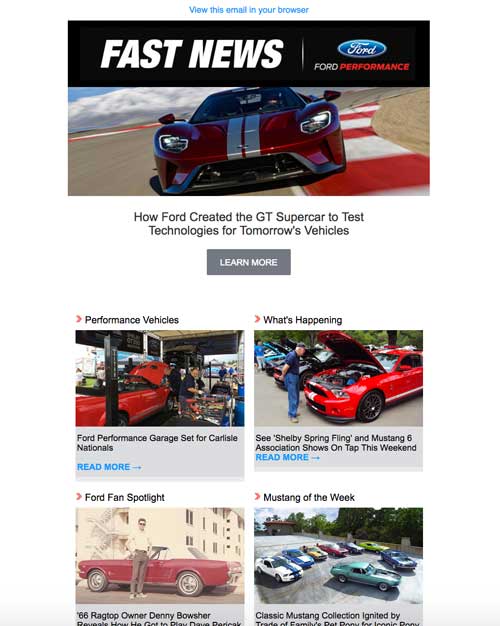 View this email in your browser
FAST NEWS
Ford
FORD PERFORMANCE
How Ford Created the GT Supercar to Test
Technologies for Tomorrow's Vehicles
LEARN MORE
Performance Vehicles
Ford Performance Garage Set for Carlisle
Nationals
READ MORE →
What's Happening
See 'Shelby Spring Fling' and Mustang 6
Association Shows On Tap This Weekend
READ MORE →
Ford Fan Spotlight
'66 Ragtop Owner Denny Bowsher
Reveals How He Got to Play Dave Pericak
Mustang of the Week
Classic Mustang Collection Ignited by
Trade of Family's Pet Pony for Iconic Pony